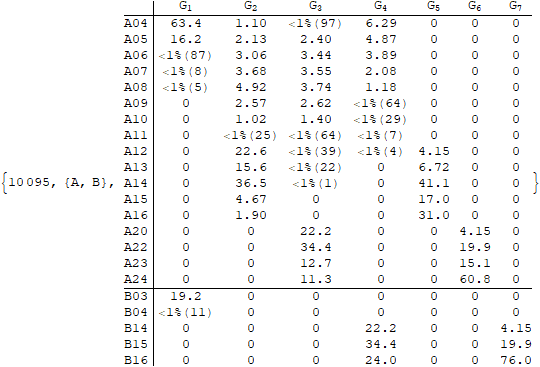 G1 G2 G3 G4 G5 G6 G7
A04 63.4 1.10 <1%(97) 6.29 0 0 0
A05 16.2 2.13 2.40 4.87 0 0 0
A06 <1%(87) 3.06 3.44 3.89 0 0 0
A07 <1%(8) 3.68 3.55 2.08 0 0 0
A08 <1%(5) 4.92 3.74 1.18 0 0 0
A09 0 2.57 2.62 <1%(64) 0 0 0
A10 0 1.02 1.40 <1%(29) 0 0 0
A11 0 <1%(25) <1%(64) <1%(7) 0 0 0
A12 0 22.6 <1%(39) <1%(4) 4.15 0 0
A13 0 15.6 <1%(22) 0 6.72 0 0
{10095, {A, B}, A14 0 36.5 <1%(1) 0 41.1 0 0 }
A15 0 4.67 0 0 17.0 0 0
A16 0 1.90 0 0 31.0 0 0
A20 0 0 22.2 0 0 4.15 0
A22 0 0 34.4 0 0 19.9 0
A23 0 0 12.7 0 0 15.1 0
A24 0 0 11.3 0 0 60.8 0
B03 19.2 0 0 0 0 0 0
B04 <1%(11) 0 0 0 0 0 0
B14 0 0 0 22.2 0 0 4.15
B15 0 0 0 34.4 0 0 19.9
B16 0 0 0 24.0 0 0 76.0